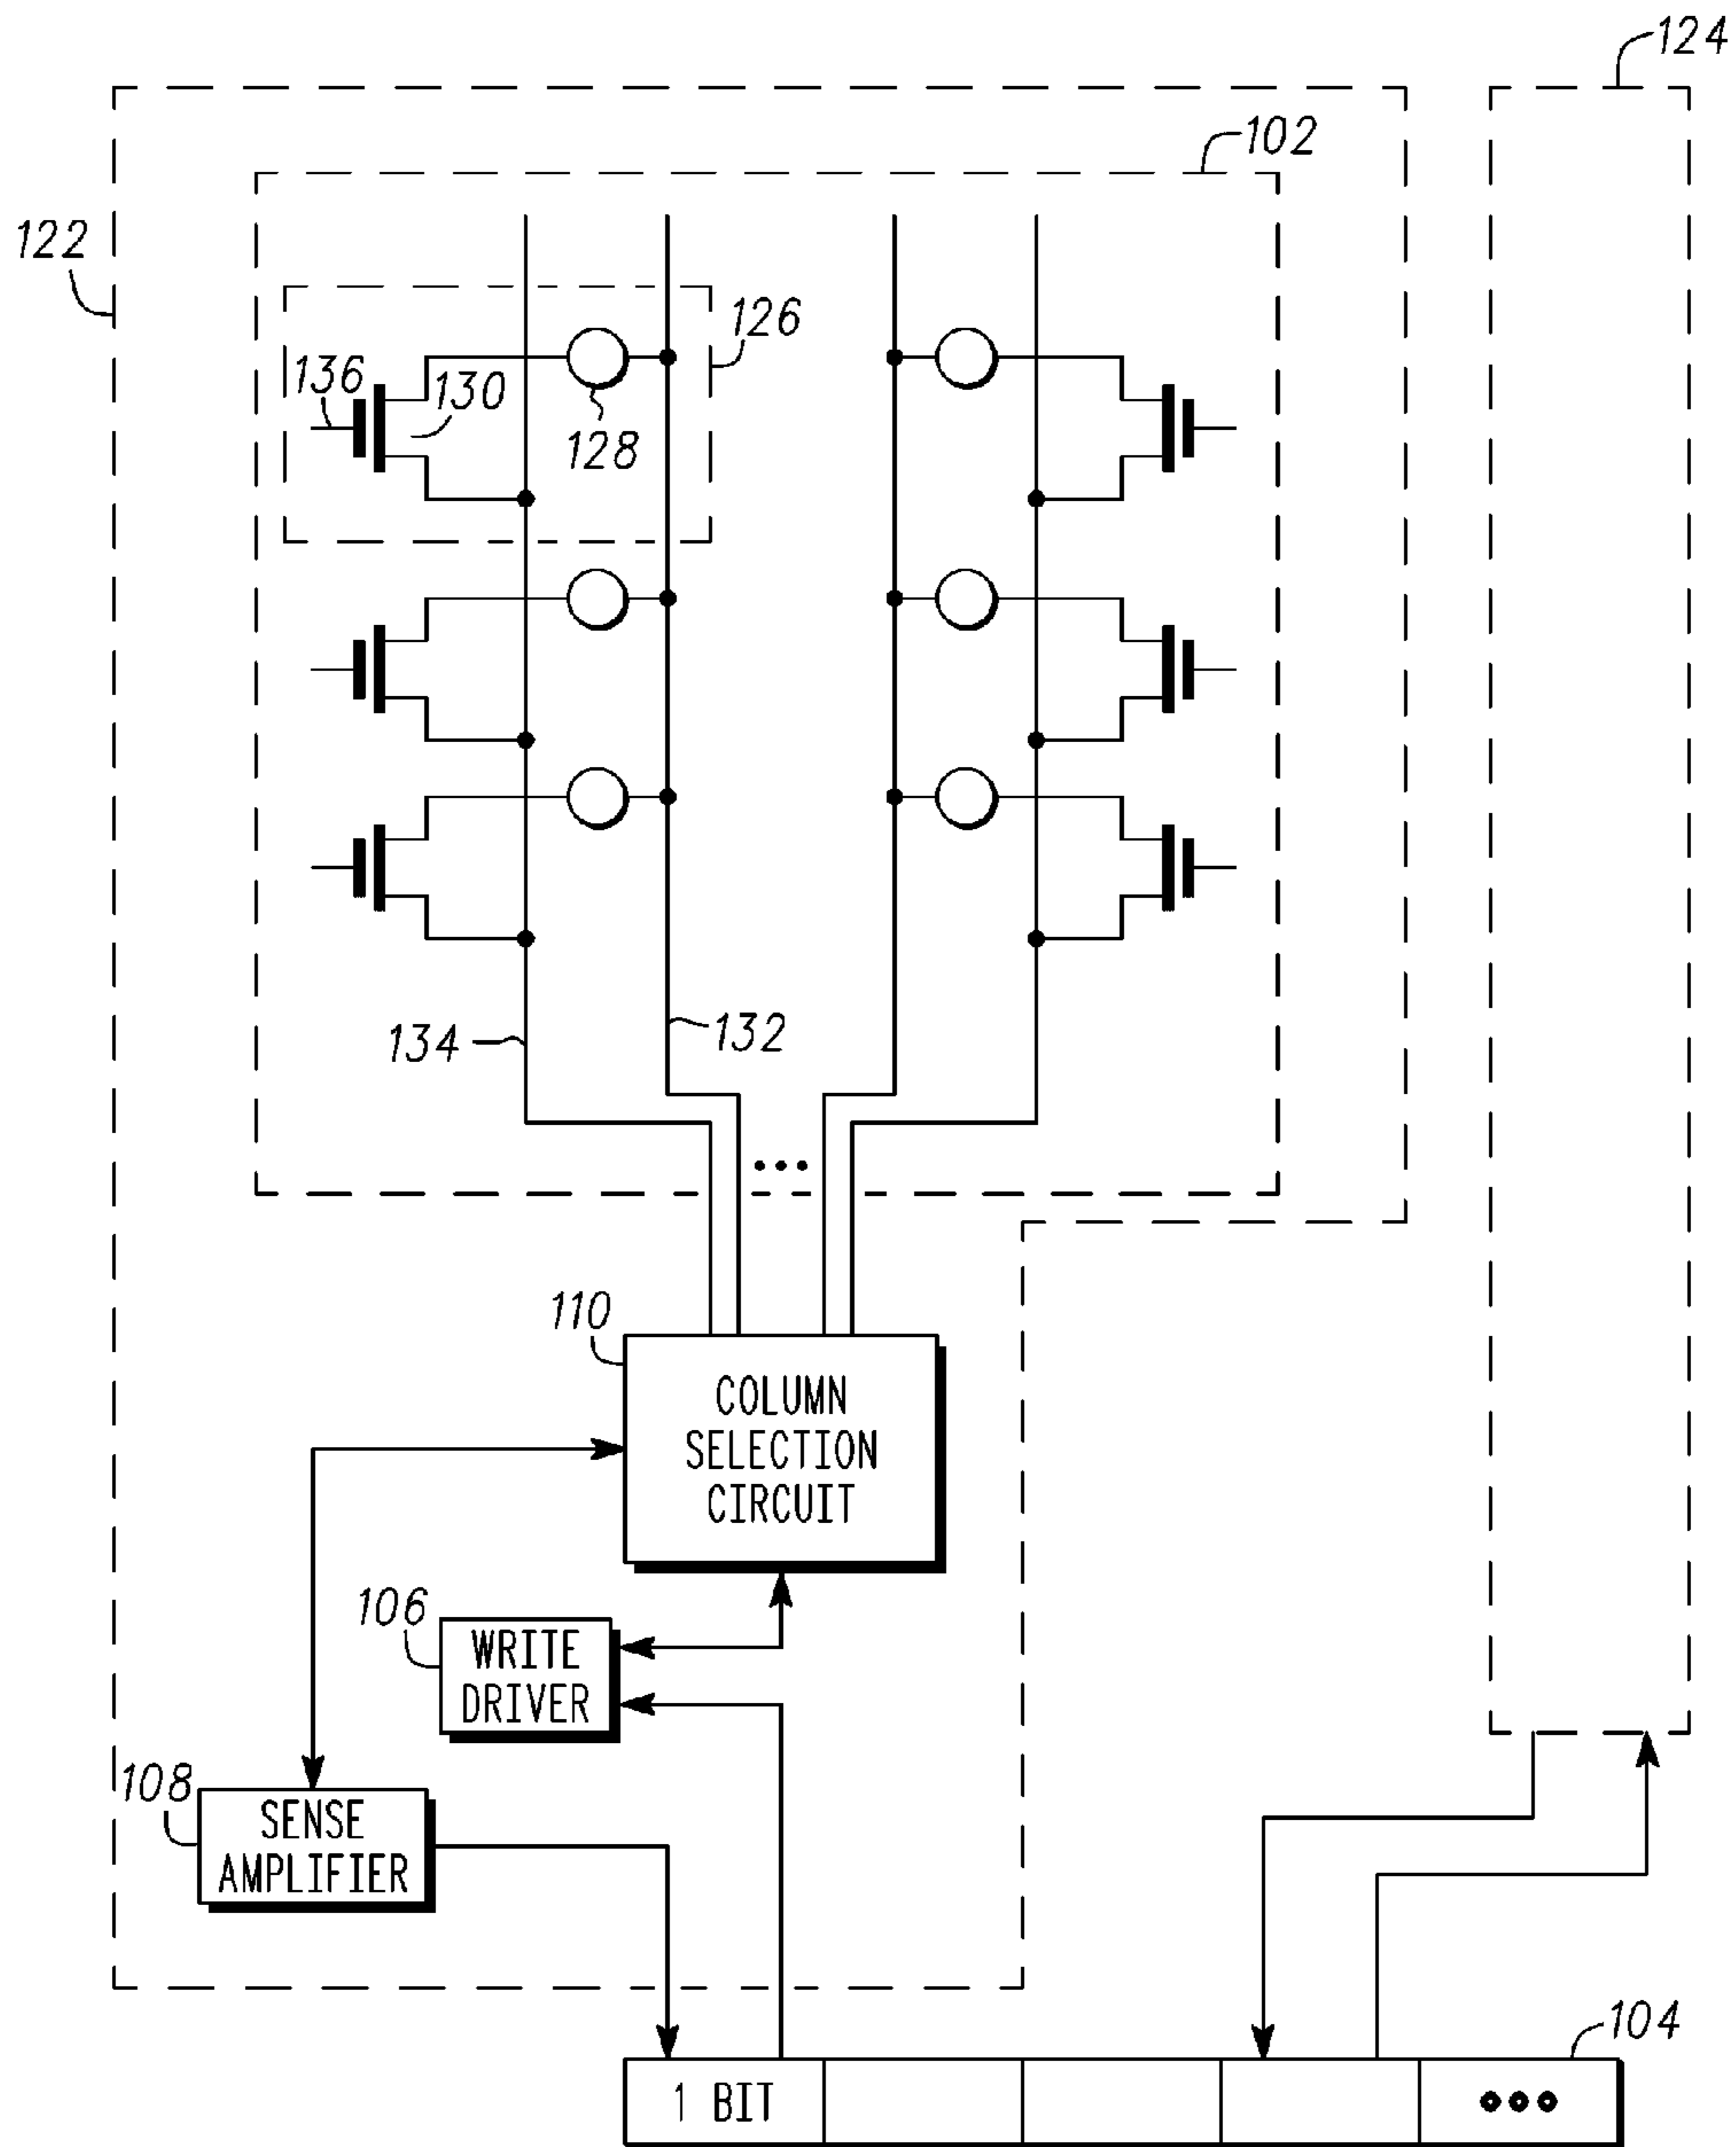 124
102
122
126
136
130
128
134
132
...
110
COLUMN
SELECTION
CIRCUIT
106
WRITE
DRIVER
108
SENSE
AMPLIFIER
104
1 BIT
...